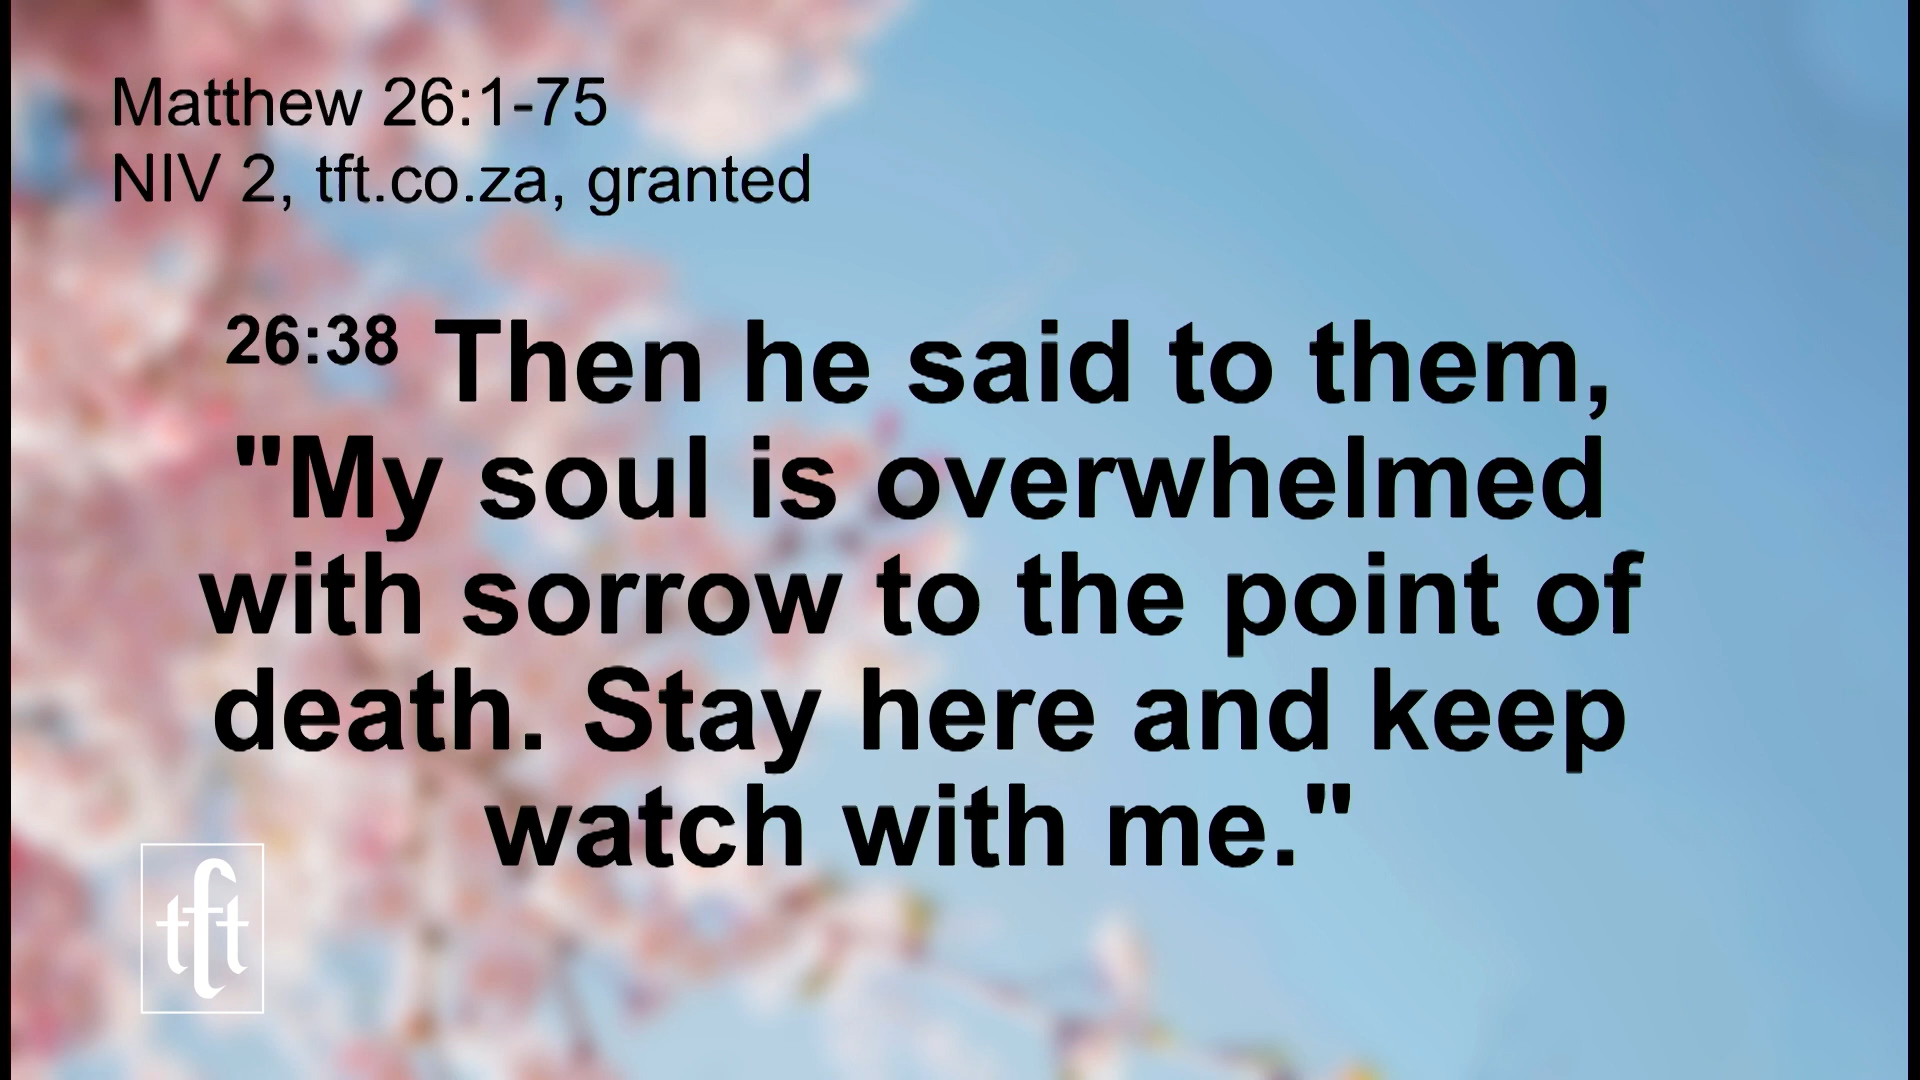 Matthew 26:1-75
NIV 2, tft.co.za, granted
26:38 Then he said to them,
"My soul is overwhelmed
with sorrow to the point of
death. Stay here and keep
watch with me."
tft